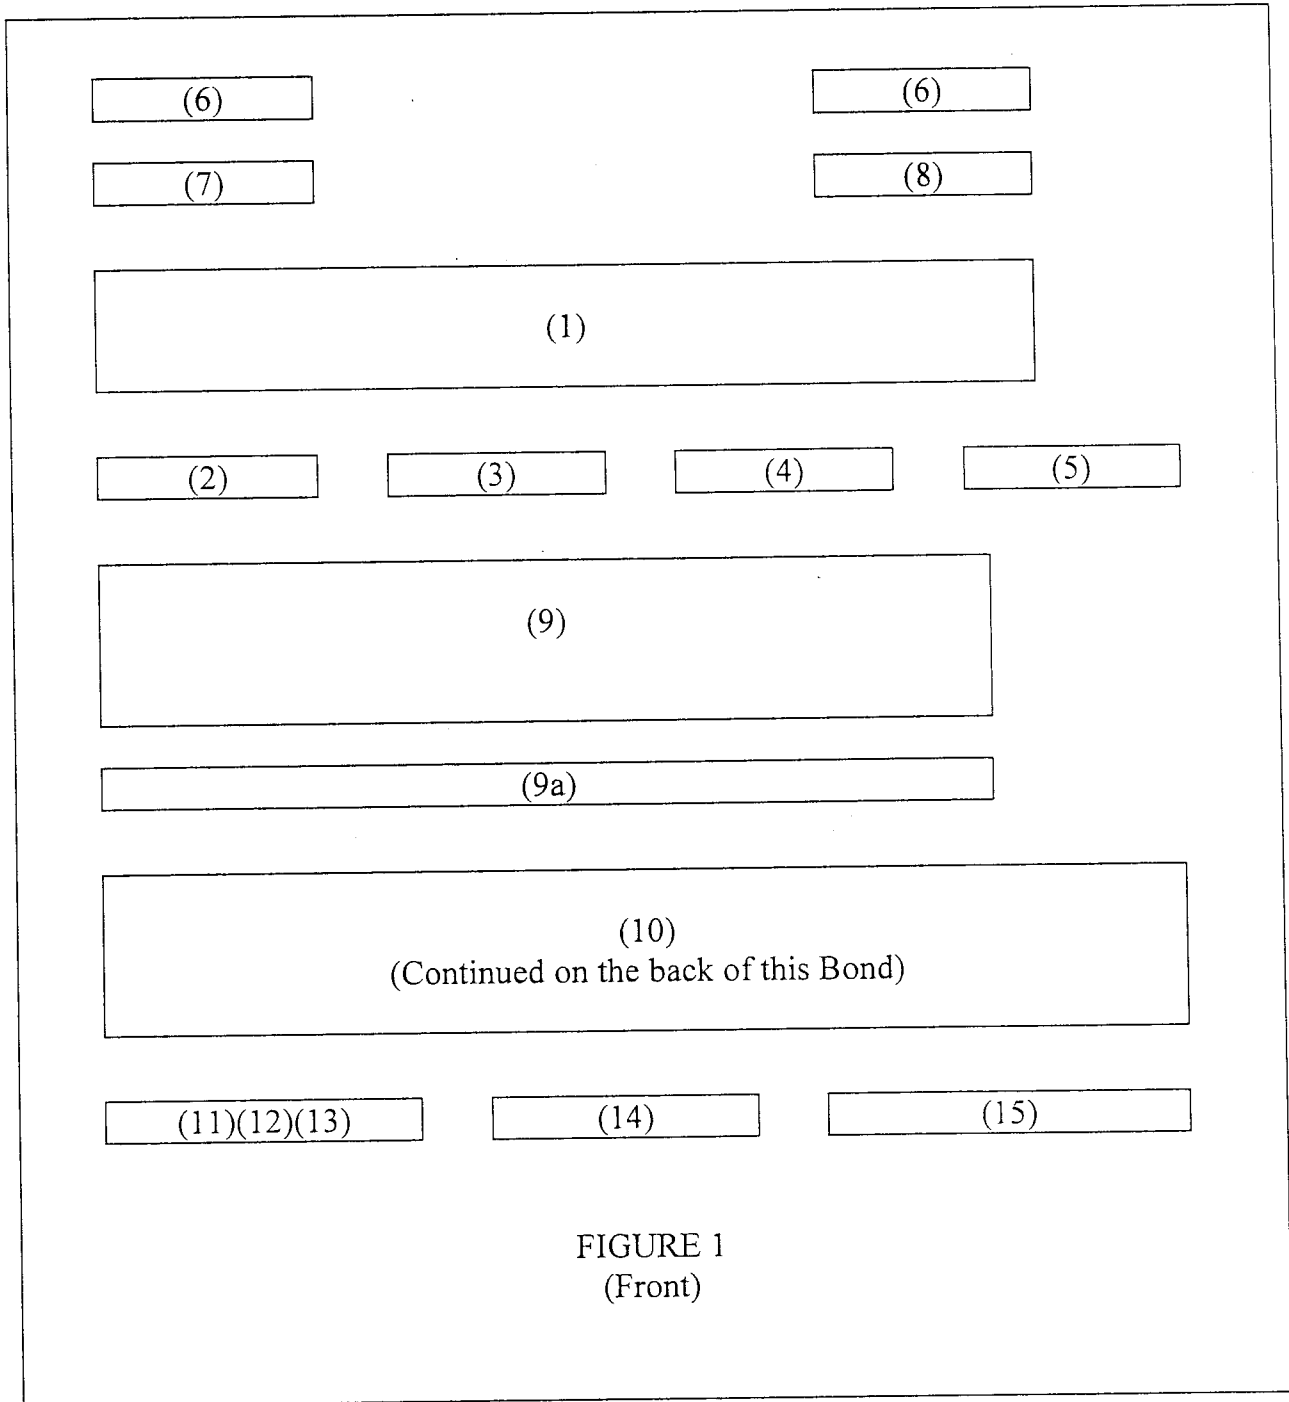 (6) (6)
(7) (8)
(1)
(2) (3) (4) (5)
(9)
(9a)
(10)
(Continued on the back of this Bond)
(11)(12)(13) (14) (15)
FIGURE 1
(Front)